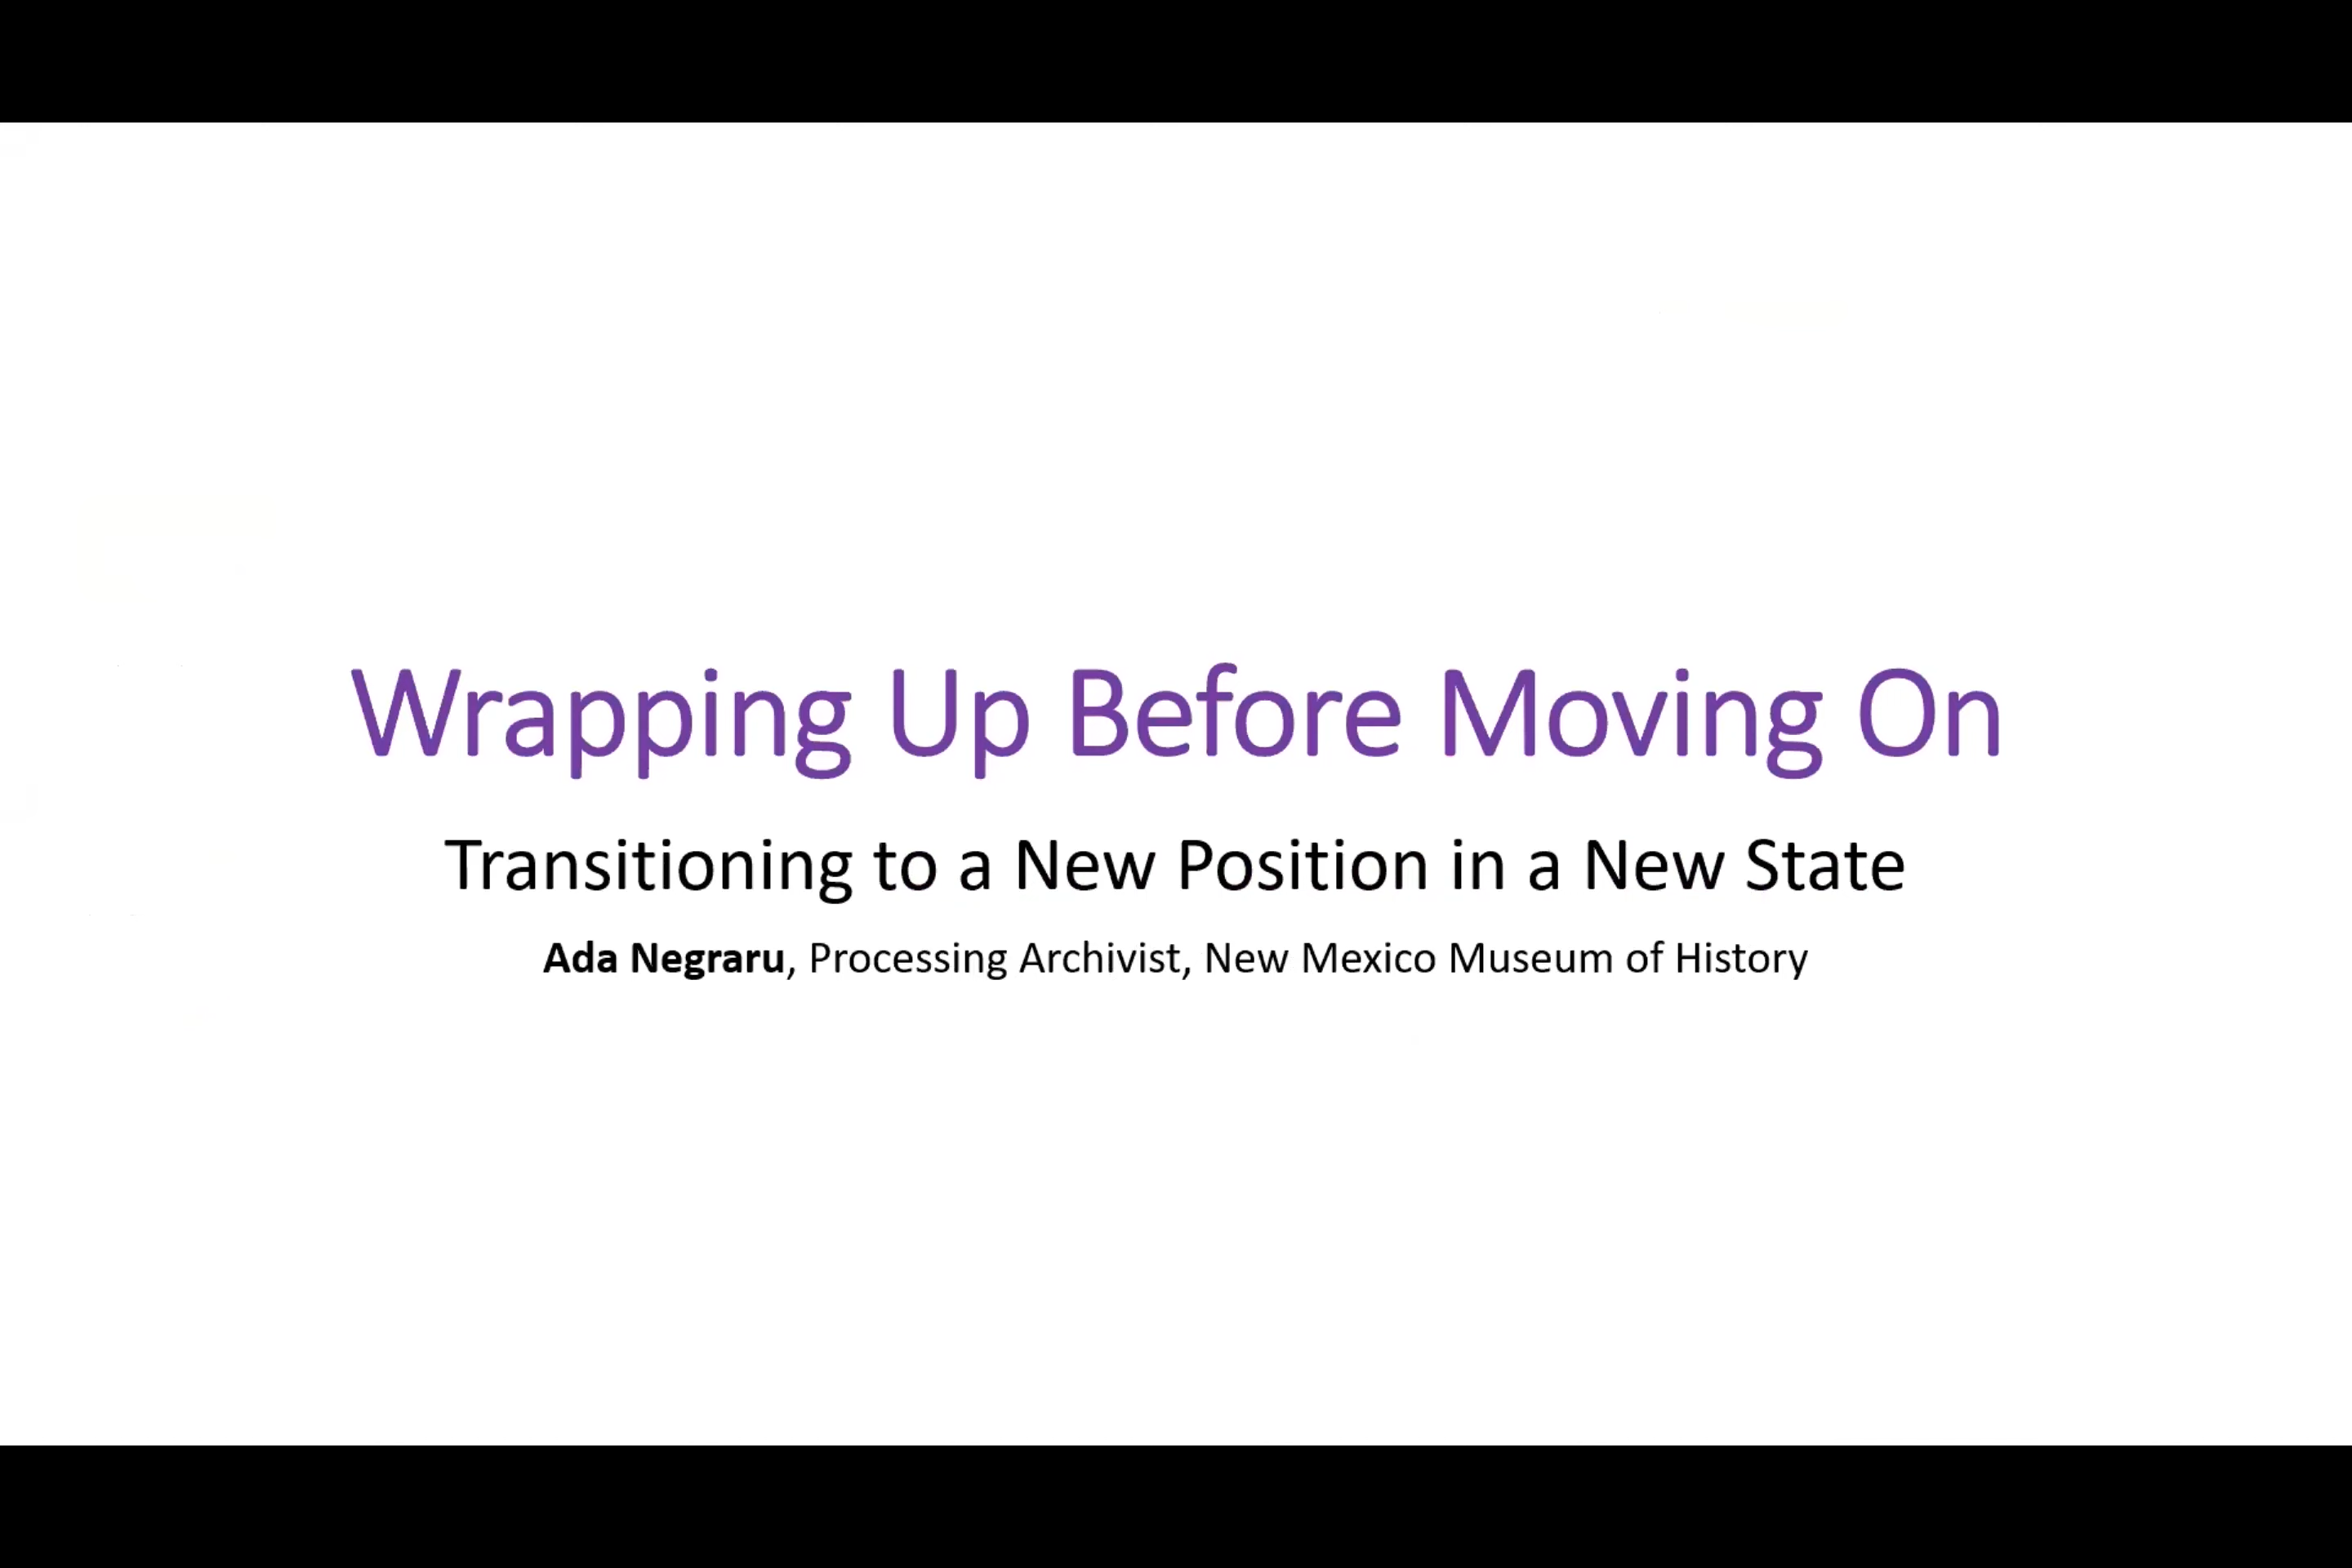 Wrapping Up Before Moving On
Transitioning to a New Position in a New State
Ada Negraru, Processing Archivist, New Mexico Museum of History